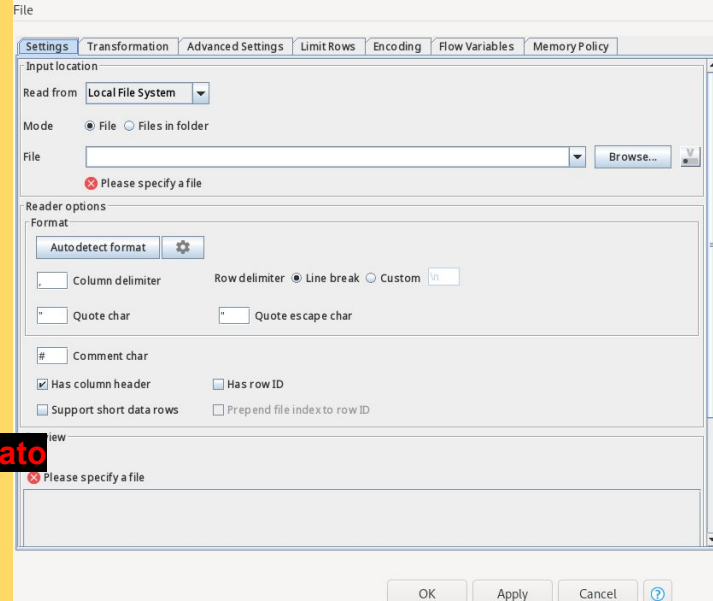 File
Settings Transformation Advanced Settings Limit Rows Encoding Flow Variables Memory Policy
Input location
Read from Local File System
Mode File Files in folder
File Browse... V
Please specify a file
Reader options
Format
Autodetect format
, Column delimiter Row delimiter Line break Custom \n
" Quote char " Quote escape char
# Comment char
Has column header Has row ID
Support short data rows Prepend file index to row ID
ato iew
Please specify a file
OK Apply Cancel ?